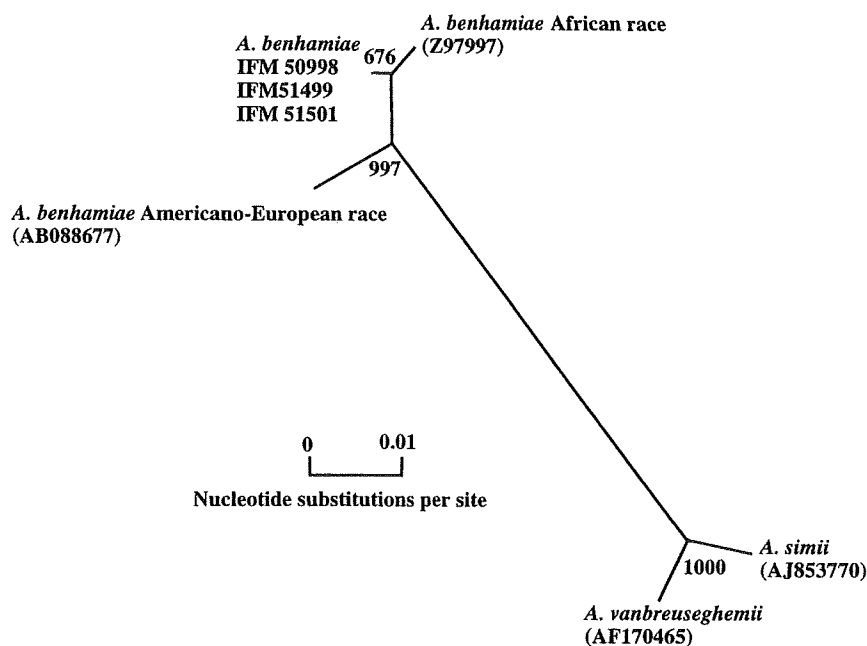 A. benhamiae
IFM 50998
IFM51499
IFM 51501
676
A. benhamiae African race
(Z97997)
997
A. benhamiae Americano-European race
(AB088677)
0 0.01
Nucleotide substitutions per site
1000
A. simii
(AJ853770)
A. vanbreuseghemii
(AF170465)